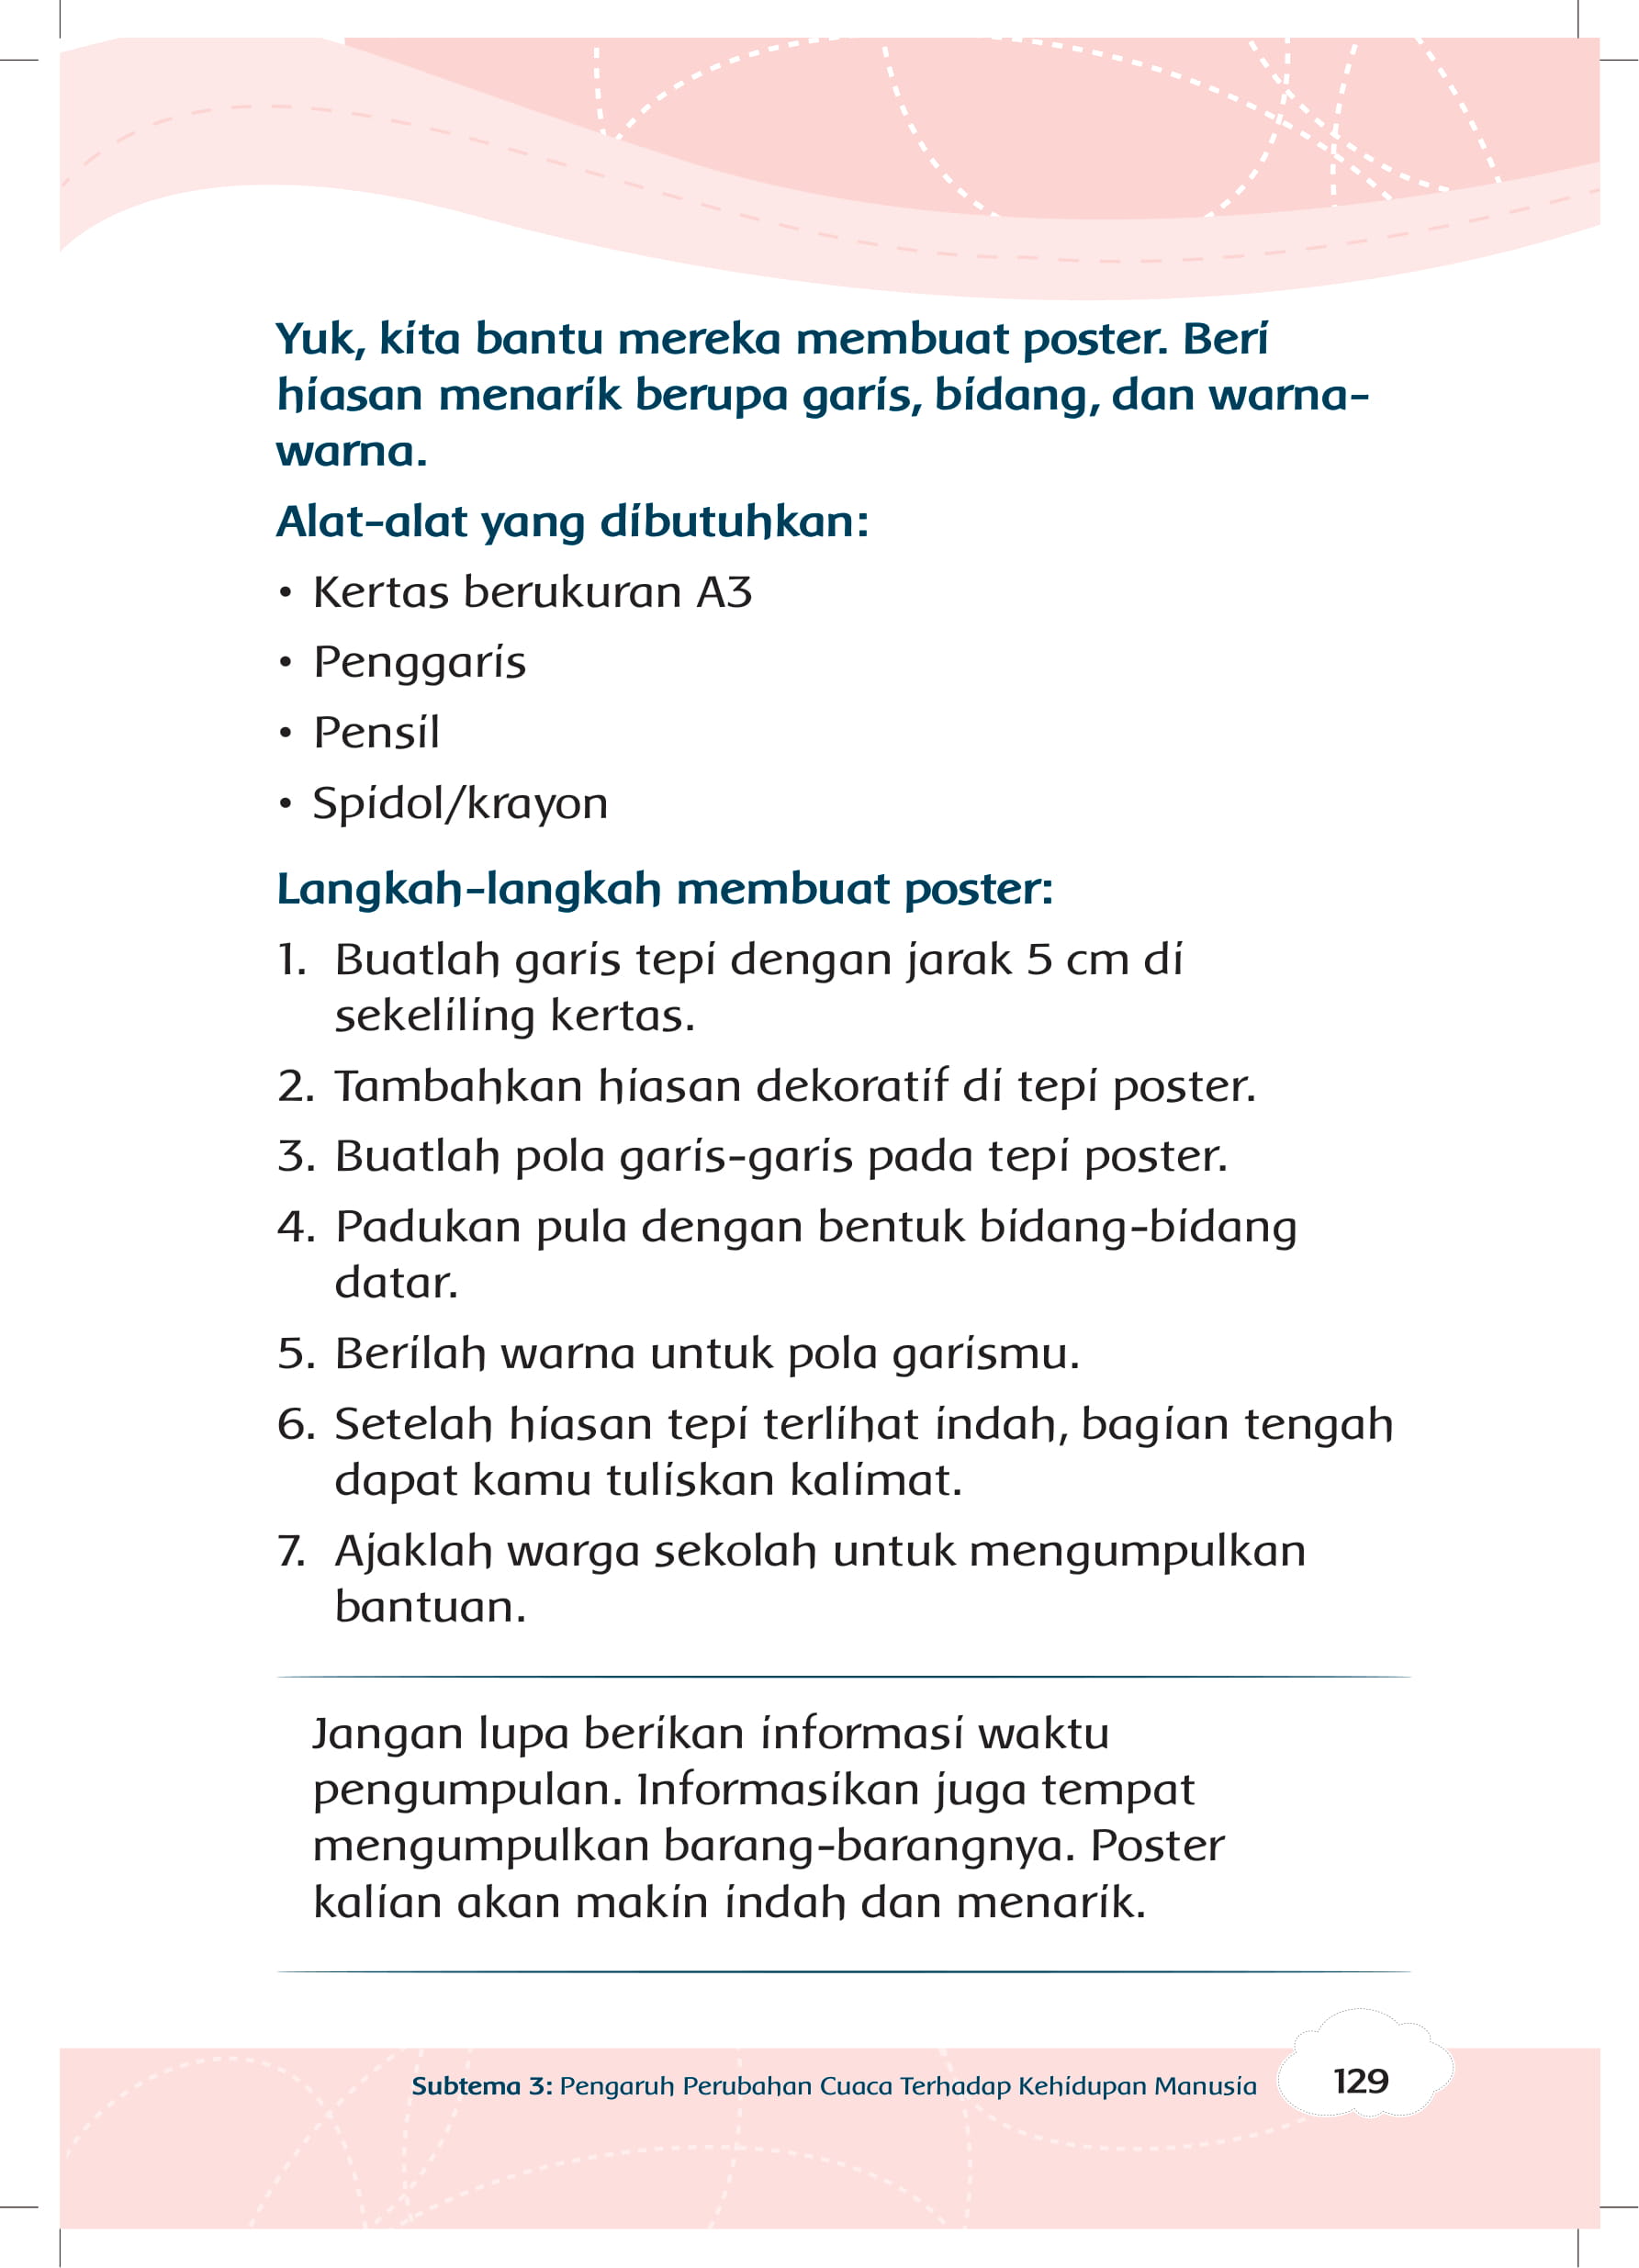 Yuk, kita bantu mereka membuat poster. Beri
hiasan menarik berupa garis, bidang, dan warna-
warna.
Alat-alat yang dibutuhkan:
• Kertas berukuran A3
• Penggaris
• Pensil
• Spidol/krayon
Langkah-langkah membuat poster:
1. Buatlah garis tepi dengan jarak 5 cm di
sekeliling kertas.
2. Tambahkan hiasan dekoratif di tepi poster.
3. Buatlah pola garis-garis pada tepi poster.
4. Padukan pula dengan bentuk bidang-bidang
datar.
5. Berilah warna untuk pola garismu.
6. Setelah hiasan tepi terlihat indah, bagian tengah
dapat kamu tuliskan kalimat.
7. Ajaklah warga sekolah untuk mengumpulkan
bantuan.
Jangan lupa berikan informasi waktu
pengumpulan. Informasikan juga tempat
mengumpulkan barang-barangnya. Poster
kalian akan makin indah dan menarik.
Subtema 3: Pengaruh Perubahan Cuaca Terhadap Kehidupan Manusia
129